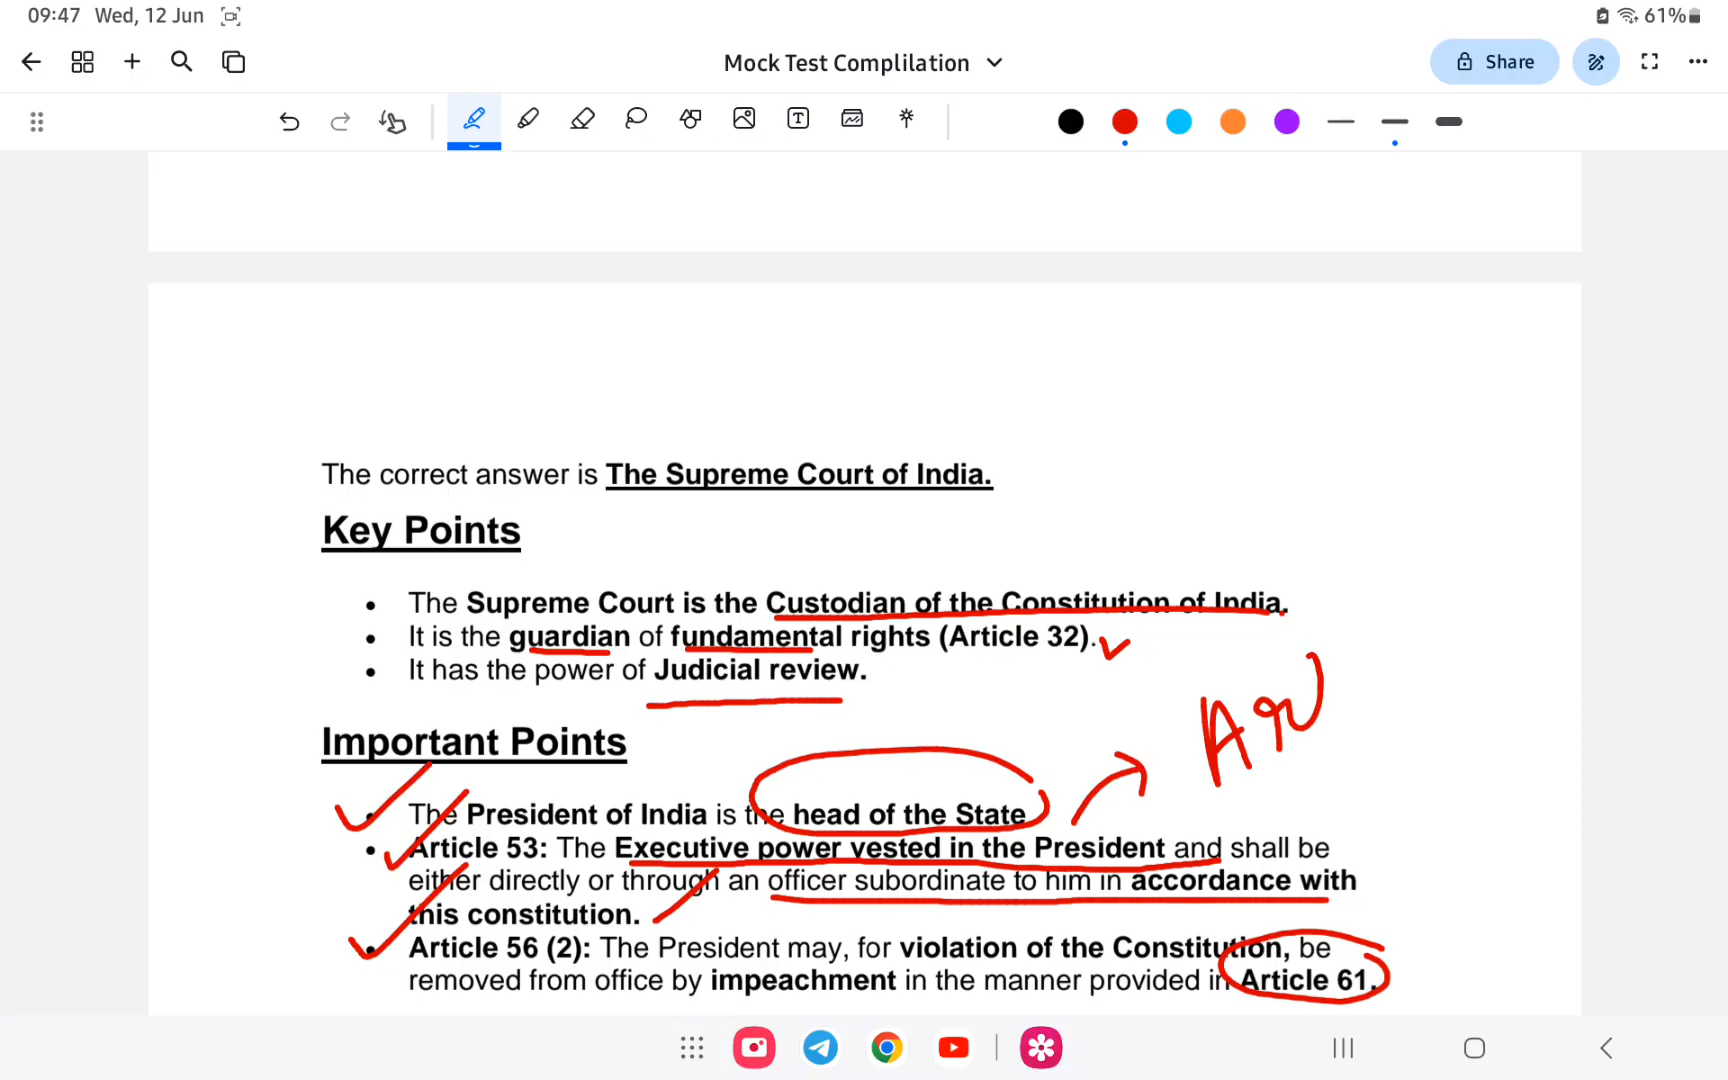 09:47 Wed, 12 Jun
61%
Mock Test Complilation
Share
The correct answer is The Supreme Court of India.
Key Points
• The Supreme Court is the Custodian of the Constitution of India.
• It is the guardian of fundamental rights (Article 32).
• It has the power of Judicial review.
Important Points
• The President of India is the head of the State
• Article 53: The Executive power vested in the President and shall be
either directly or through an officer subordinate to him in accordance with
this constitution.
• Article 56 (2): The President may, for violation of the Constitution, be
removed from office by impeachment in the manner provided in Article 61.